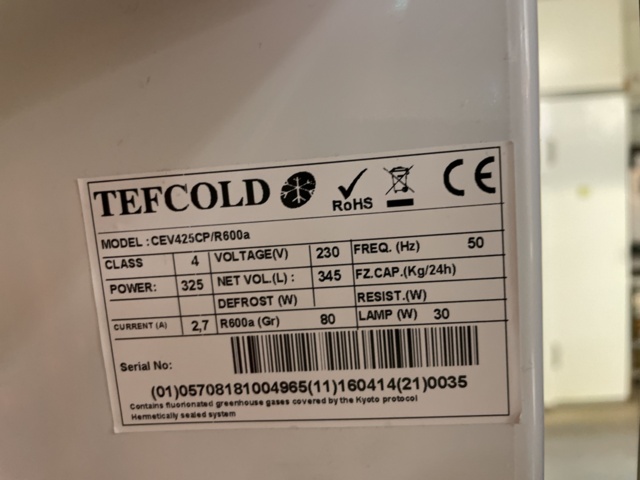 TEFCOLD RoHS CE
MODEL :CEV425CP/R600a
CLASS 4 VOLTAGE(V) 230 FREQ. (Hz) 50
POWER: 325 NET VOL.(L) : 345 FZ.CAP.(Kg/24h)
DEFROST (W) RESIST.(W)
CURRENT (A) 2,7 R600a (Gr) 80 LAMP (W) 30
Serial No:
(01)05708181004965(11)160414(21)0035
Contains fluorionated greenhouse gases covered by the Kyoto protocol
Hermetically sealed system